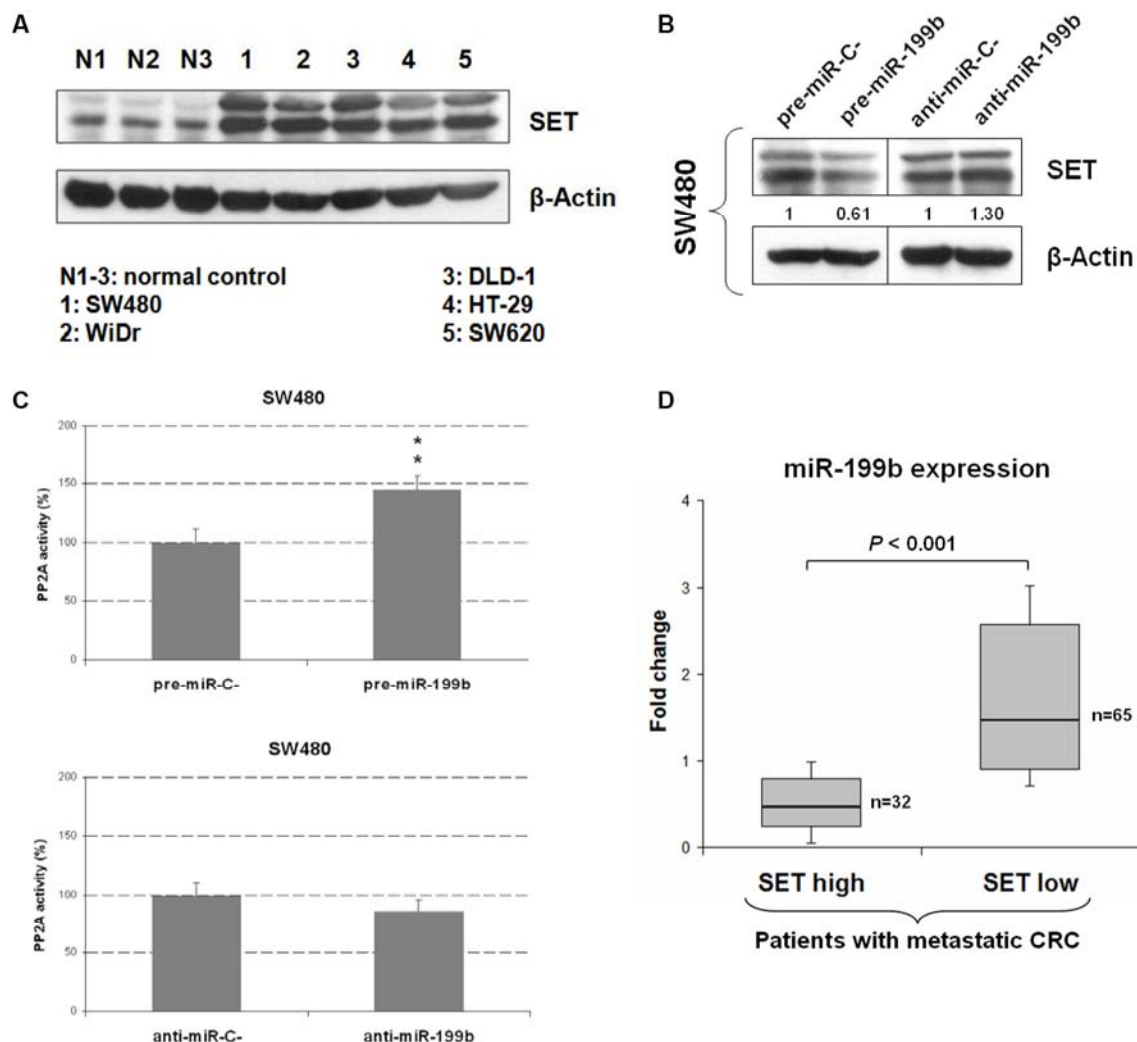 A
N1 N2 N3 1 2 3 4 5
SET
β-Actin
N1-3: normal control
1: SW480
2: WiDr
3: DLD-1
4: HT-29
5: SW620
B
pre-miR-C-
pre-miR-199b
anti-miR-C-
anti-miR-199b
SW480
SET
1 0.61 1 1.30
β-Actin
C
SW480
PP2A activity (%)
200
150
100
50
0
**
pre-miR-C- pre-miR-199b
SW480
PP2A activity (%)
200
150
100
50
0
anti-miR-C- anti-miR-199b
D
miR-199b expression
Fold change
4
3
2
1
0
P < 0.001
n=32
n=65
SET high SET low
Patients with metastatic CRC